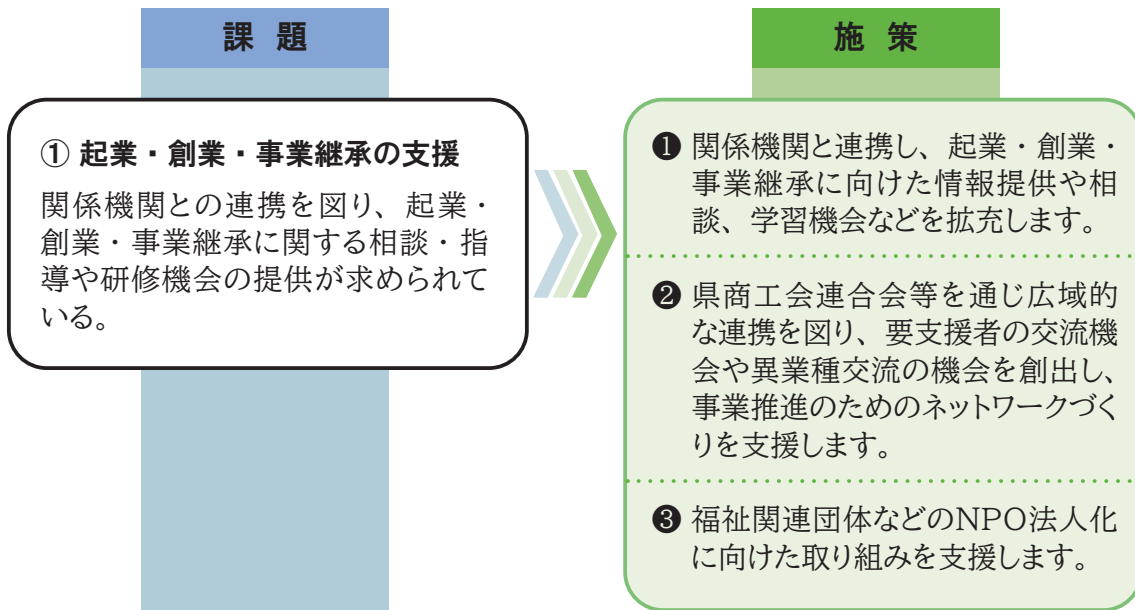 課 題
① 起業・創業・事業継承の支援
関係機関との連携を図り、起業・
創業・事業継承に関する相談・指
導や研修機会の提供が求められて
いる。
施 策
❶ 関係機関と連携し、起業・創業・
事業継承に向けた情報提供や相
談、学習機会などを拡充します。
❷ 県商工会連合会等を通じ広域的
な連携を図り、要支援者の交流機
会や異業種交流の機会を創出し、
事業推進のためのネットワークづく
りを支援します。
❸ 福祉関連団体などのNPO法人化
に向けた取り組みを支援します。